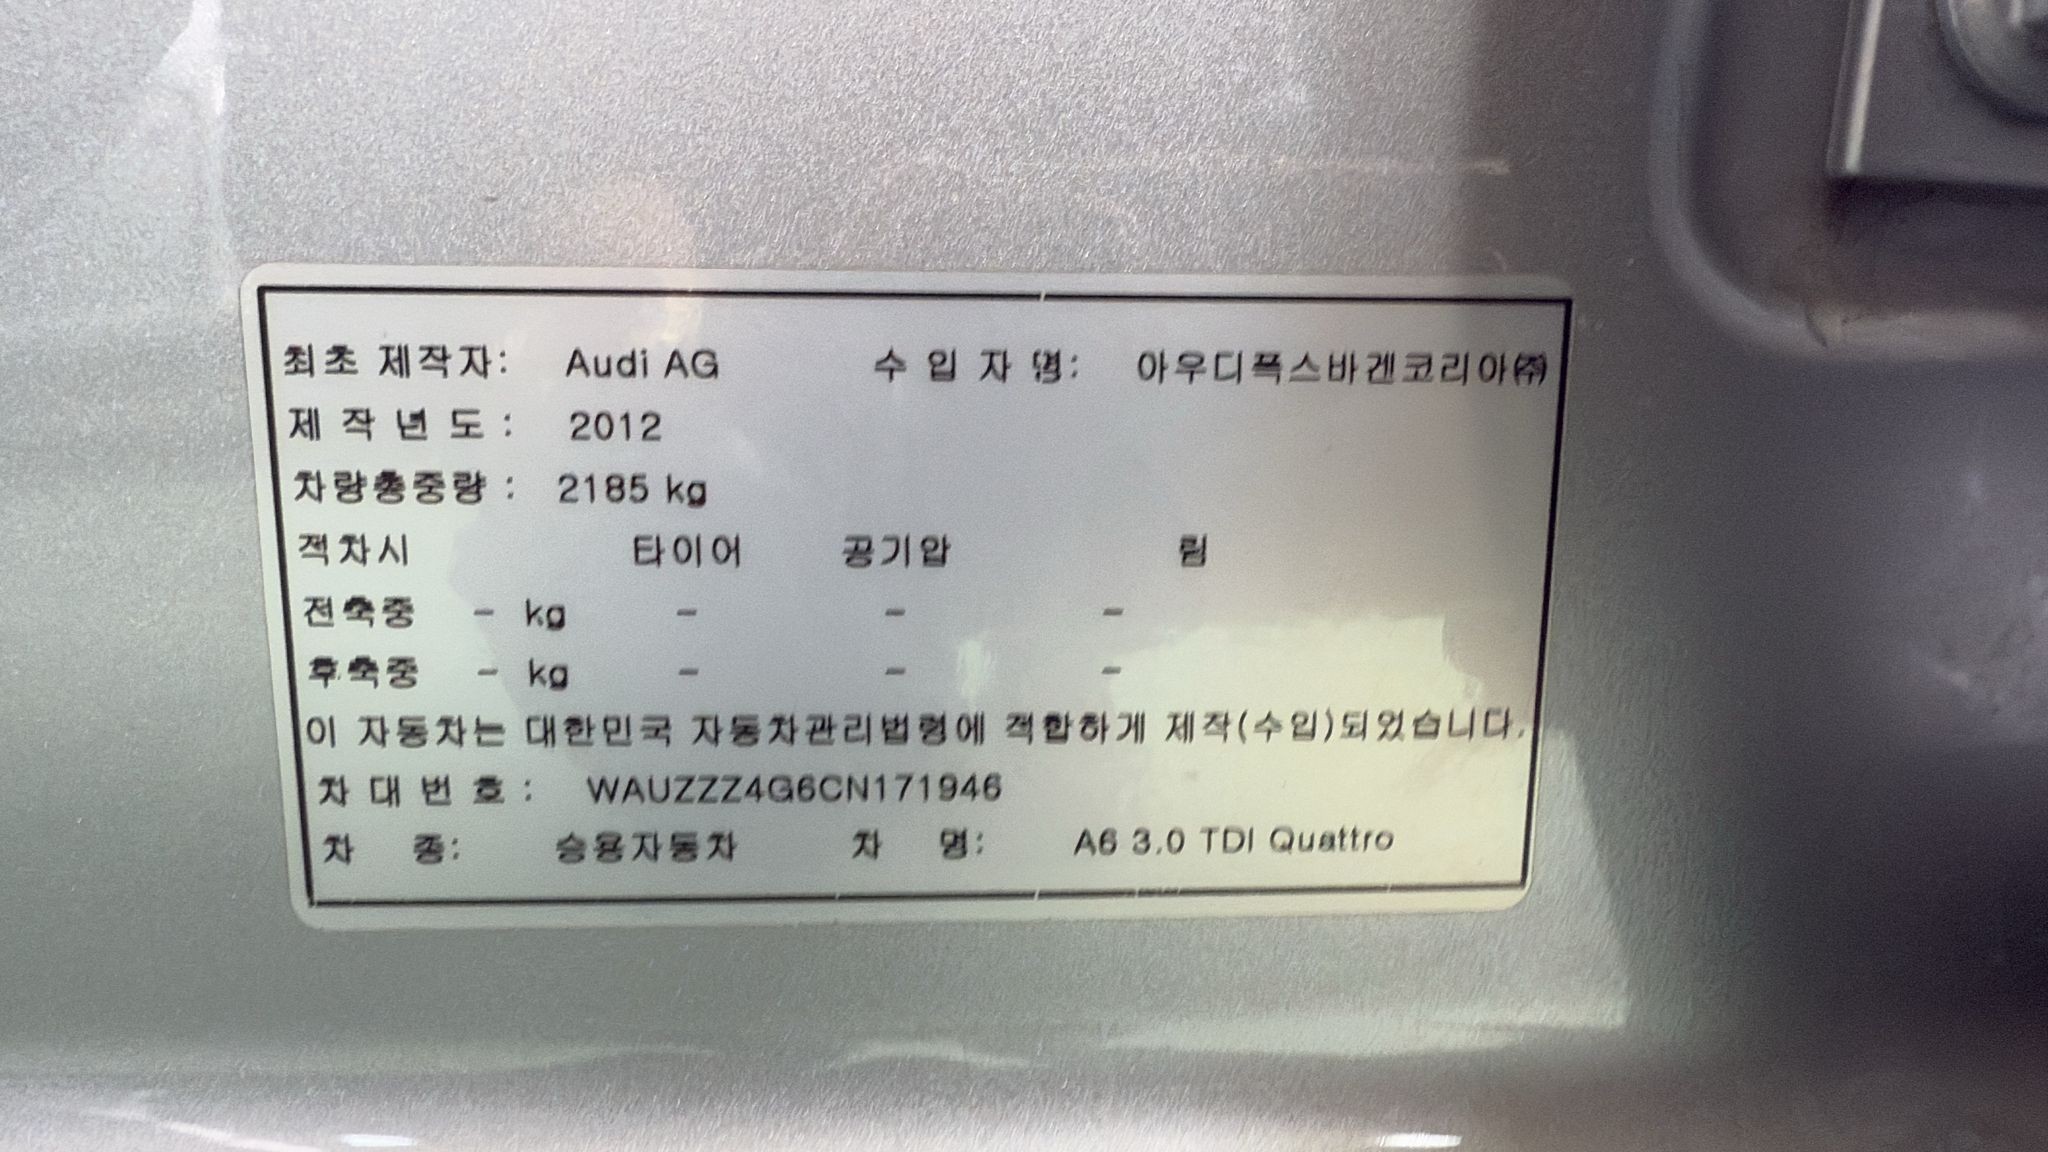 최초 제작자: Audi AG 수 입 자 명: 아우디폭스바겐코리아㈜
제 작 년 도 : 2012
차량총중량 : 2185 kg
적차시 타이어 공기압 림
전축중 - kg - - -
후축중 - kg - - -
이 자동차는 대한민국 자동차관리법령에 적합하게 제작(수입)되었습니다.
차 대 번 호 : WAUZZZ4G6CN171946
차 종: 승용자동차 차 명: A6 3.0 TDI Quattro